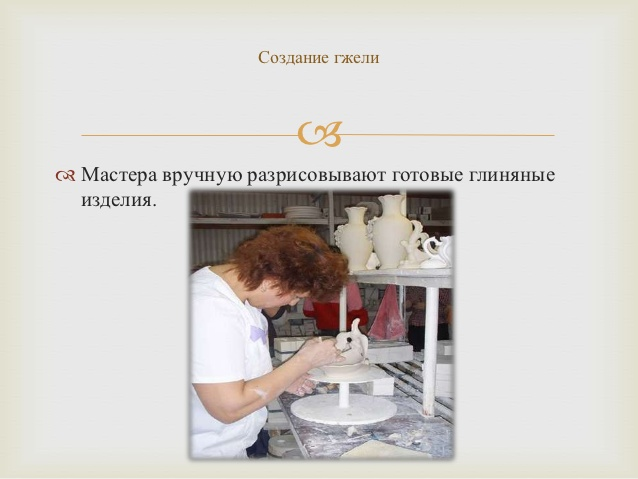 Создание гжели
Мастера вручную разрисовывают готовые глиняные
изделия.